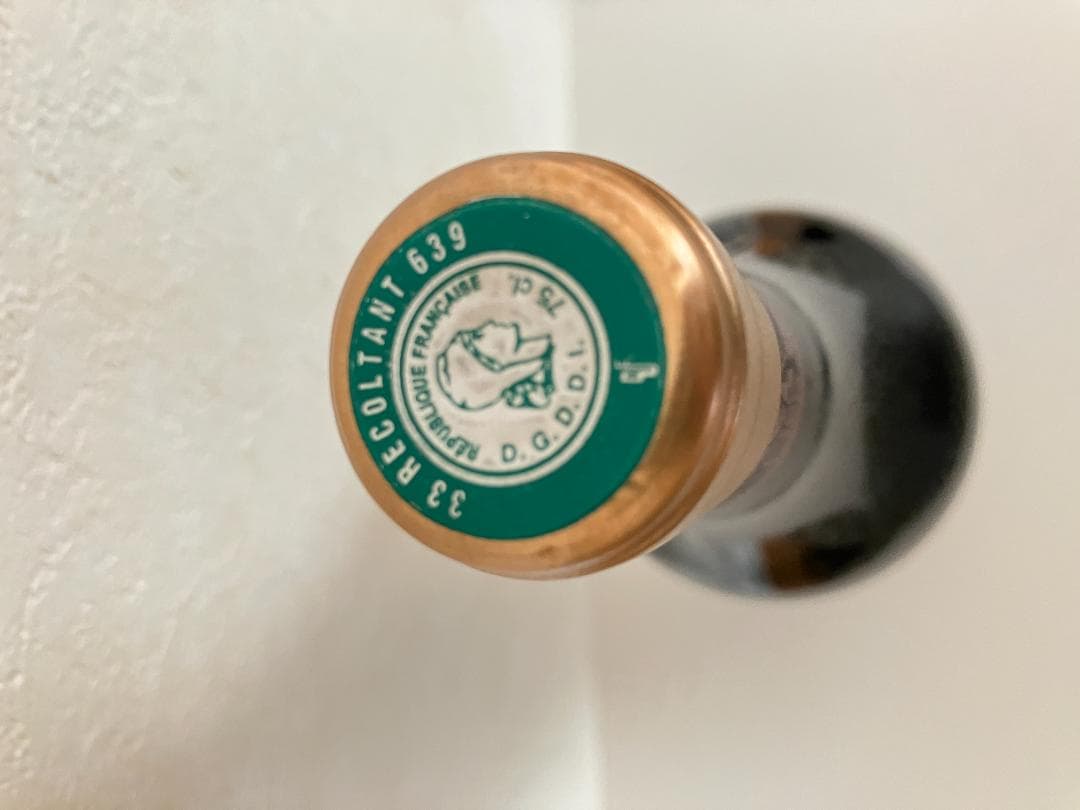 33 RECOLTANT 639
RÉPUBLIQUE FRANÇAISE
75 cl.
D. G. D. D. I.